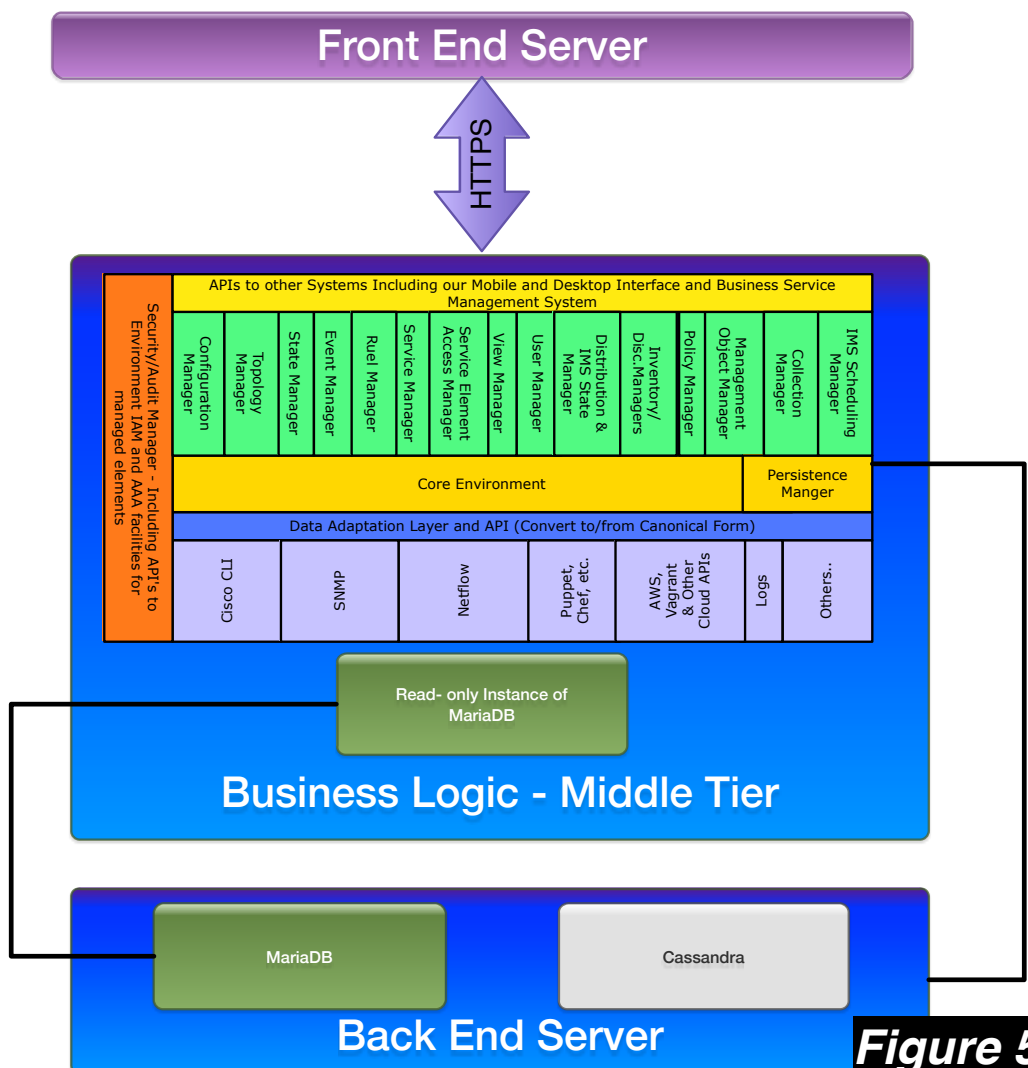 Front End Server
HTTPS
APIs to other Systems Including our Mobile and Desktop Interface and Business Service
Management System
Security/Audit Manager - Including API's to
Environment IAM and AAA facilities for
managed elements
Configuration
Manager
Topology
Manager
State Manager
Event Manager
Ruel Manager
Service Manager
Service Element
Access Manager
View Manager
User Manager
Distribution &
IMS State
Manager
Inventory/
Disc.Managers
Policy Manager
Management
Object Manager
Collection
Manager
IMS Scheduling
Manager
Core Environment
Persistence
Manger
Data Adaptation Layer and API (Convert to/from Canonical Form)
Cisco CLI
SNMP
Netflow
Puppet,
Chef, etc.
AWS,
Vagrant
& Other
Cloud APIs
Logs
Others..
Read- only Instance of
MariaDB
Business Logic - Middle Tier
MariaDB
Cassandra
Back End Server
Figure 5